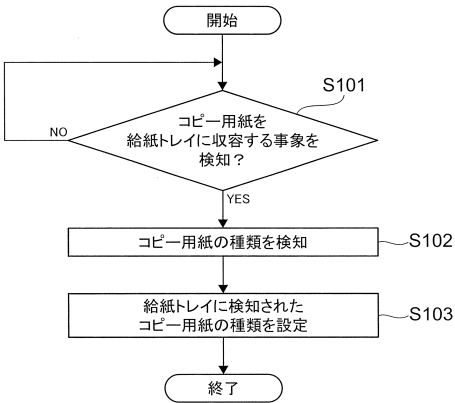 開始
S101
コピー用紙を
給紙トレイに収容する事象を
検知？
NO
YES
コピー用紙の種類を検知
S102
給紙トレイに検知された
コピー用紙の種類を設定
S103
終了